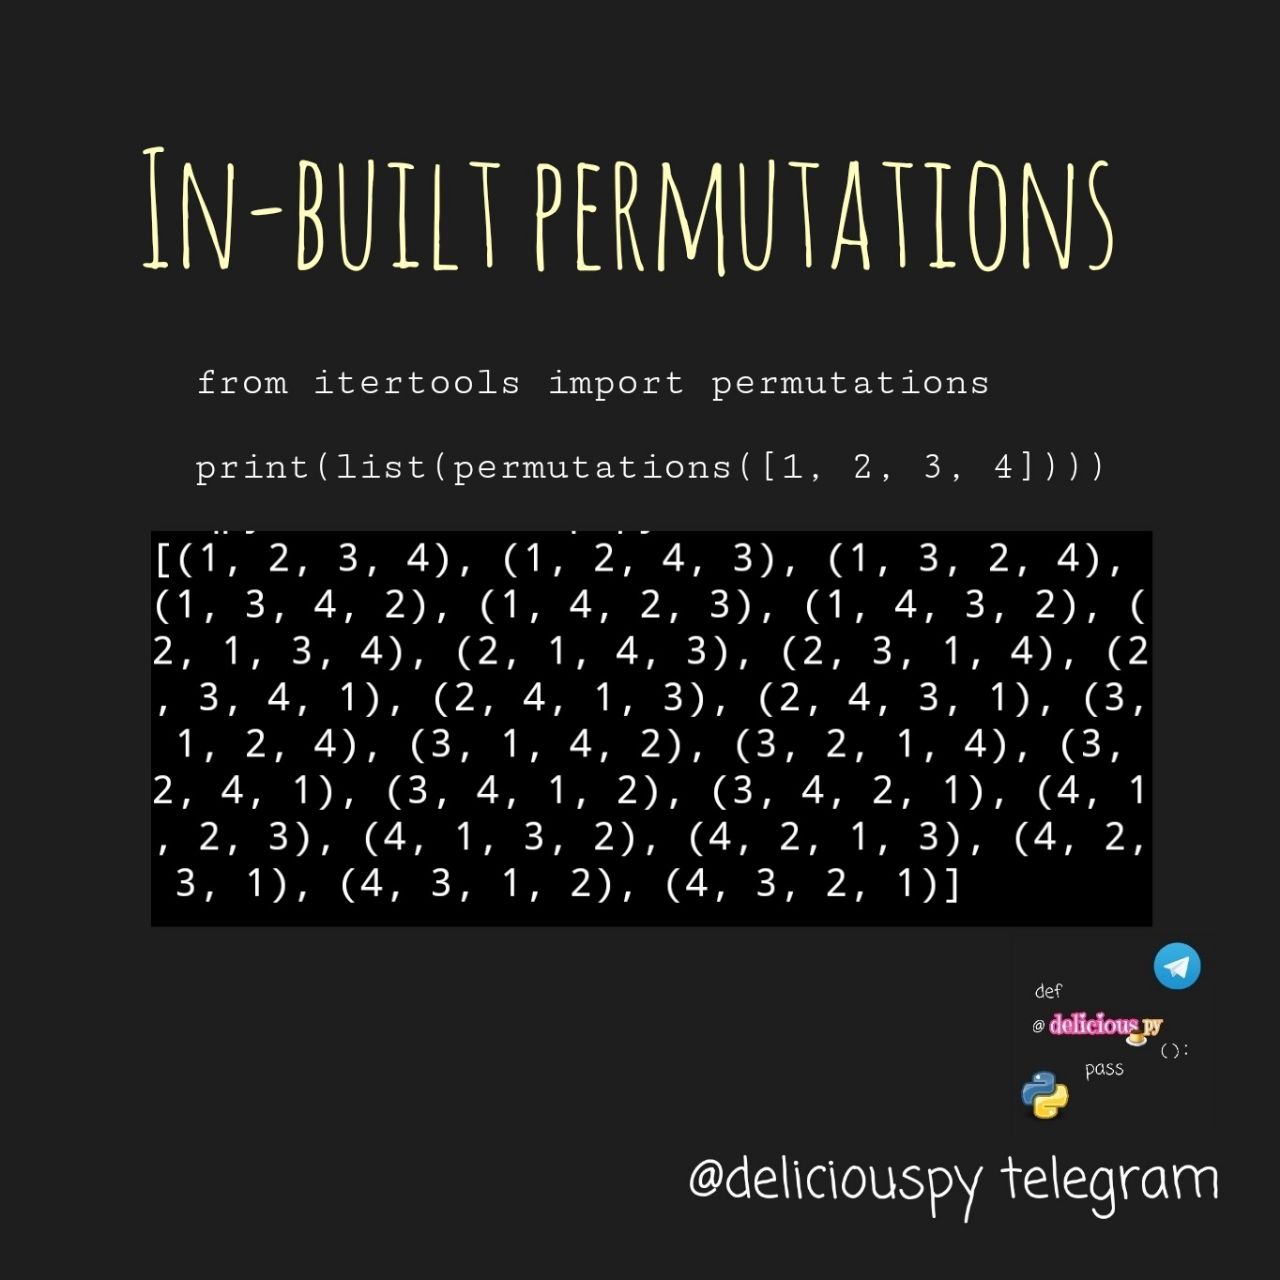 In-built permutations
from itertools import permutations
print(list(permutations([1, 2, 3, 4])))
[(1, 2, 3, 4), (1, 2, 4, 3), (1, 3, 2, 4),
(1, 3, 4, 2), (1, 4, 2, 3), (1, 4, 3, 2), (
2, 1, 3, 4), (2, 1, 4, 3), (2, 3, 1, 4), (2
, 3, 4, 1), (2, 4, 1, 3), (2, 4, 3, 1), (3,
1, 2, 4), (3, 1, 4, 2), (3, 2, 1, 4), (3,
2, 4, 1), (3, 4, 1, 2), (3, 4, 2, 1), (4, 1
, 2, 3), (4, 1, 3, 2), (4, 2, 1, 3), (4, 2,
3, 1), (4, 3, 1, 2), (4, 3, 2, 1)]
def
@delicious py
():
pass
@deliciouspy telegram